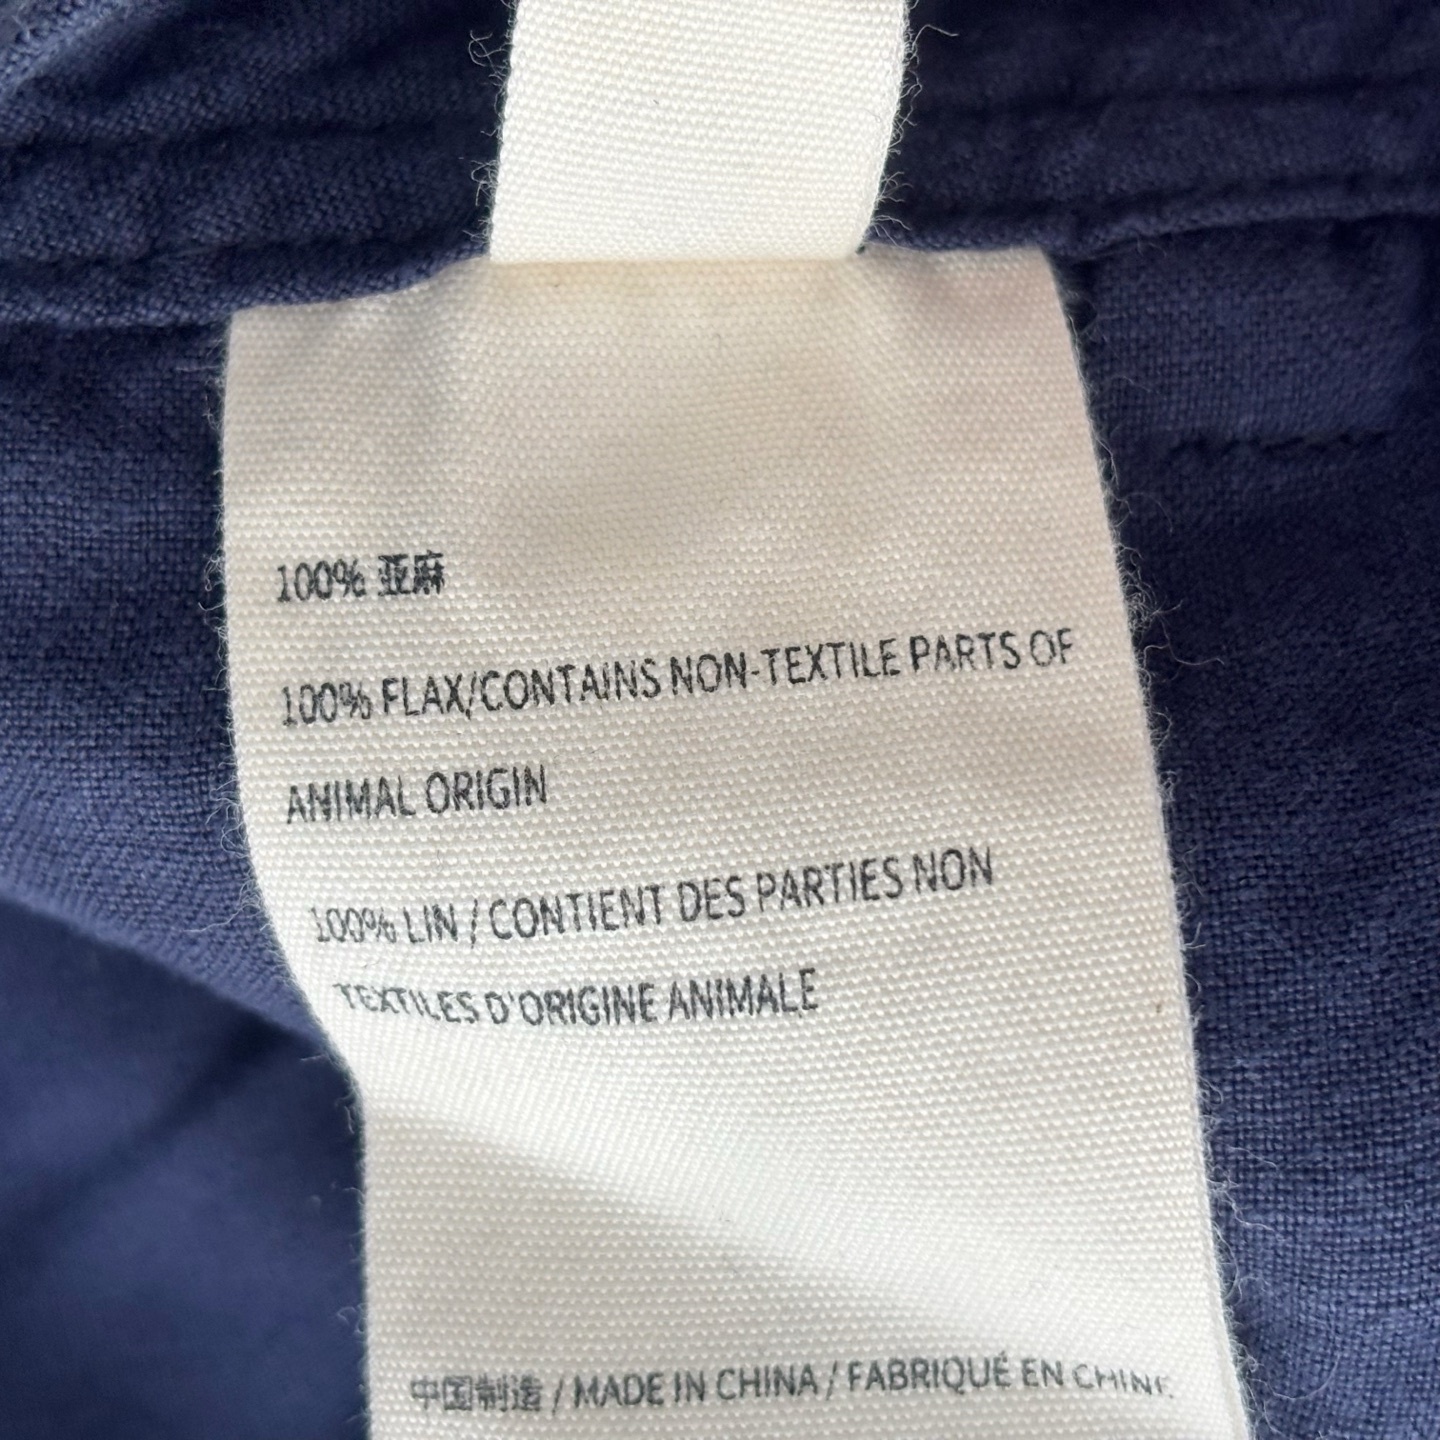 100% 亚麻
100% FLAX/CONTAINS NON-TEXTILE PARTS OF
ANIMAL ORIGIN
100% LIN / CONTIENT DES PARTIES NON
TEXTILES D'ORIGINE ANIMALE
中国制造 / MADE IN CHINA / FABRIQUÉ EN CHINE